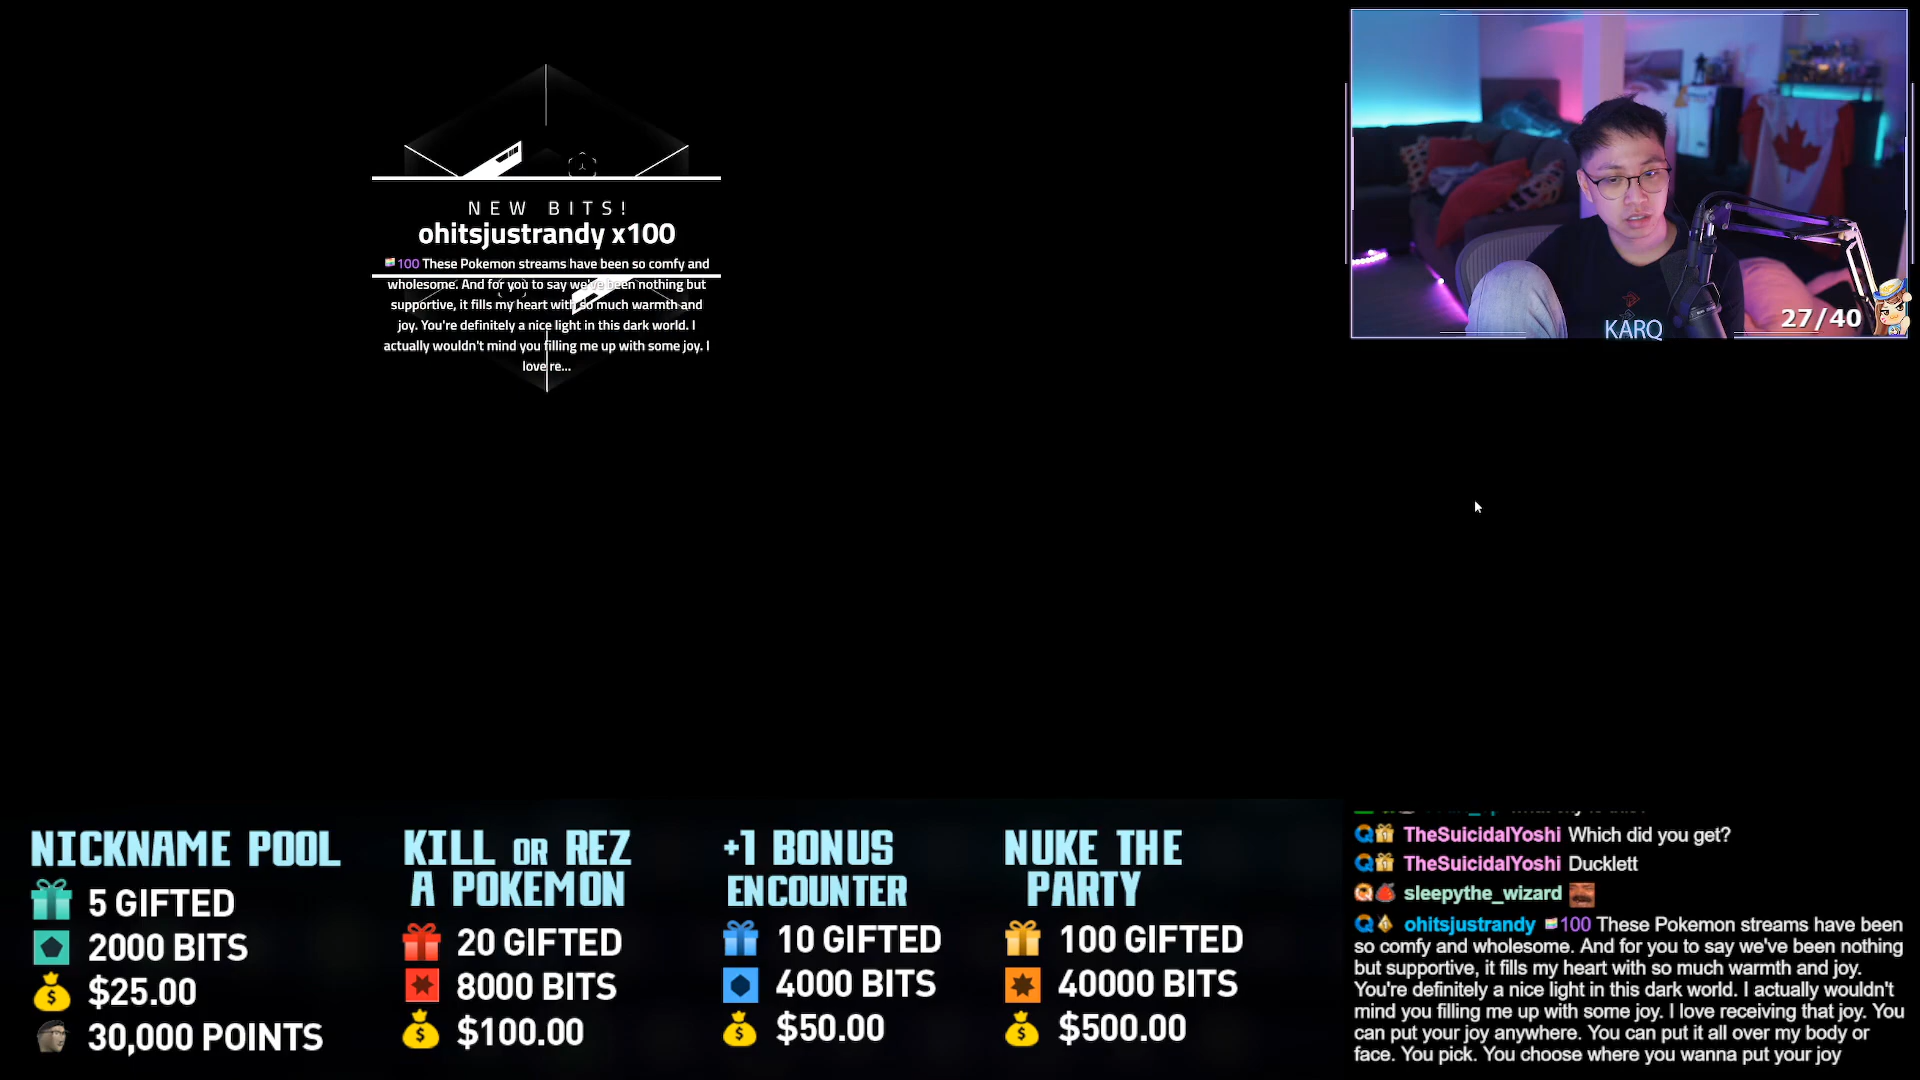 NEW BITS!
ohitsjustrandy x100
100 These Pokemon streams have been so comfy and
wholesome. And for you to say we've been nothing but
supportive, it fills my heart with so much warmth and
joy. You're definitely a nice light in this dark world. I
actually wouldn't mind you filling me up with some joy. I
love re...
KARQ
27/40
NICKNAME POOL
5 GIFTED
2000 BITS
$25.00
30,000 POINTS
KILL OR REZ
A POKEMON
20 GIFTED
8000 BITS
$100.00
+1 BONUS
ENCOUNTER
10 GIFTED
4000 BITS
$50.00
NUKE THE
PARTY
100 GIFTED
40000 BITS
$500.00
TheSuicidalYoshi Which did you get?
TheSuicidalYoshi Ducklett
sleepythe_wizard
ohitsjustrandy 100 These Pokemon streams have been
so comfy and wholesome. And for you to say we've been nothing
but supportive, it fills my heart with so much warmth and joy.
You're definitely a nice light in this dark world. I actually wouldn't
mind you filling me up with some joy. I love receiving that joy. You
can put your joy anywhere. You can put it all over my body or
face. You pick. You choose where you wanna put your joy